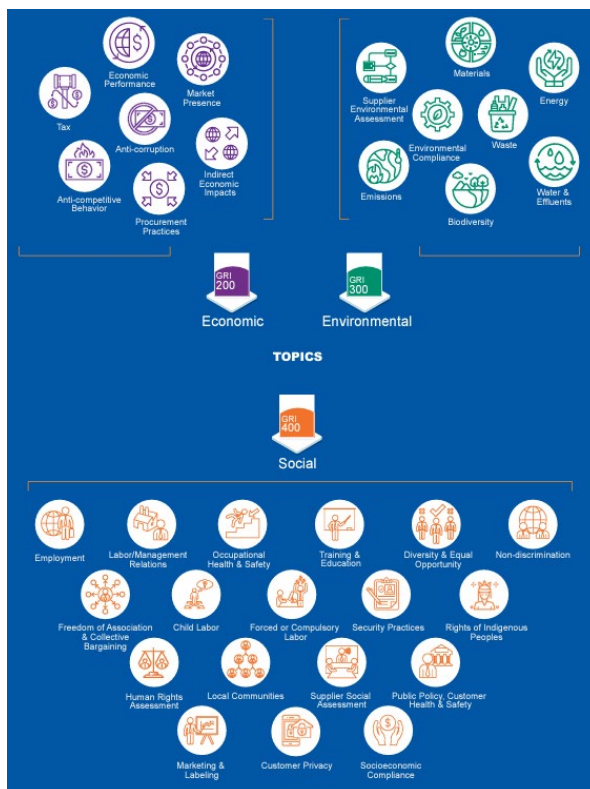 Economic
Performance
Market
Presence
Tax
Anti-corruption
Indirect
Economic
Impacts
Anti-competitive
Behavior
Procurement
Practices
Materials
Supplier
Environmental
Assessment
Energy
Environmental
Compliance
Waste
Emissions
Biodiversity
Water &
Effluents
GRI
200
Economic
GRI
300
Environmental
TOPICS
GRI
400
Social
Employment
Labor/Management
Relations
Occupational
Health & Safety
Training &
Education
Diversity & Equal
Opportunity
Non-discrimination
Freedom of Association
& Collective
Bargaining
Child Labor
Forced or Compulsory
Labor
Security Practices
Rights of Indigenous
Peoples
Human Rights
Assessment
Local Communities
Supplier Social
Assessment
Public Policy, Customer
Health & Safety
Marketing &
Labeling
Customer Privacy
Socioeconomic
Compliance